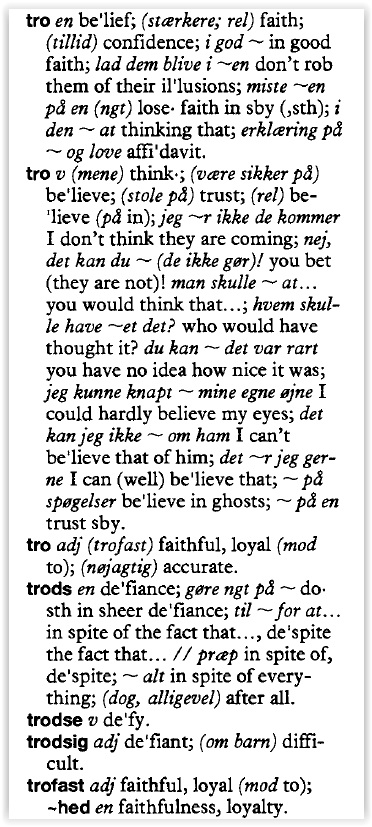 tro en be'lief; (stærkere; rel) faith;
(tillid) confidence; i god ~ in good
faith; lad dem blive i ~en don't rob
them of their il'lusions; miste ~en
på en (ngt) lose· faith in sby (,sth); i
den ~ at thinking that; erklæring på
~ og love affi'davit.
tro v (mene) think·; (være sikker på)
be'lieve; (stole på) trust; (rel) be-
'lieve (på in); jeg ~r ikke de kommer
I don't think they are coming; nej,
det kan du ~ (de ikke gør)! you bet
(they are not)! man skulle ~ at...
you would think that...; hvem skul-
le have ~et det? who would have
thought it? du kan ~ det var rart
you have no idea how nice it was;
jeg kunne knapt ~ mine egne øjne I
could hardly believe my eyes; det
kan jeg ikke ~ om ham I can't
be'lieve that of him; det ~r jeg ger-
ne I can (well) be'lieve that; ~ på
spøgelser be'lieve in ghosts; ~ på en
trust sby.
tro adj (trofast) faithful, loyal (mod
to); (nøjagtig) accurate.
trods en de'fiance; gøre ngt på ~ do·
sth in sheer de'fiance; til ~ for at...
in spite of the fact that..., de'spite
the fact that... // præp in spite of,
de'spite; ~ alt in spite of every-
thing; (dog, alligevel) after all.
trodse v de'fy.
trodsig adj de'fiant; (om barn) diffi-
cult.
trofast adj faithful, loyal (mod to);
~hed en faithfulness, loyalty.